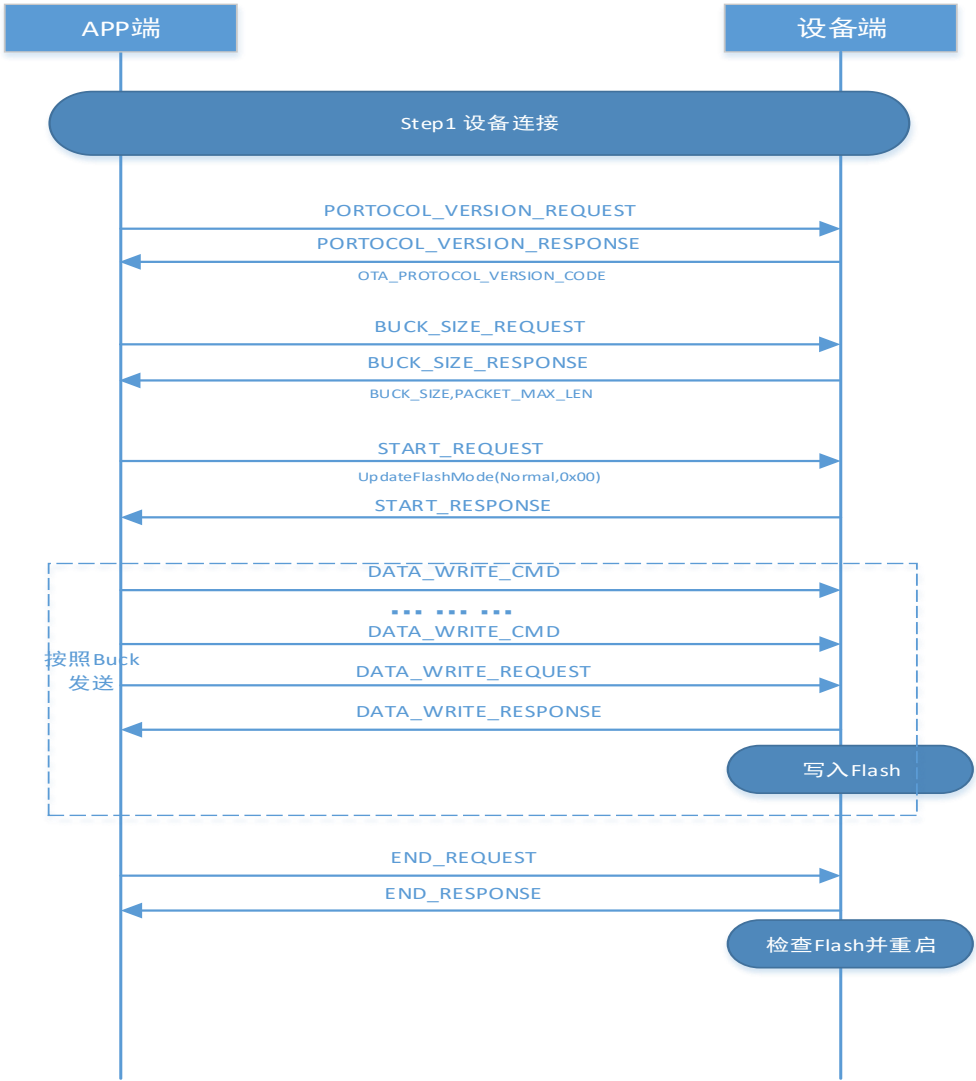 APP端
设备端
Step1 设备连接
PORTOCOL_VERSION_REQUEST
PORTOCOL_VERSION_RESPONSE
OTA_PROTOCOL_VERSION_CODE
BUCK_SIZE_REQUEST
BUCK_SIZE_RESPONSE
BUCK_SIZE,PACKET_MAX_LEN
START_REQUEST
UpdateFlashMode(Normal,0x00)
START_RESPONSE
DATA_WRITE_CMD
... ... ...
DATA_WRITE_CMD
按照Buck
发送
DATA_WRITE_REQUEST
DATA_WRITE_RESPONSE
写入Flash
END_REQUEST
END_RESPONSE
检查Flash并重启